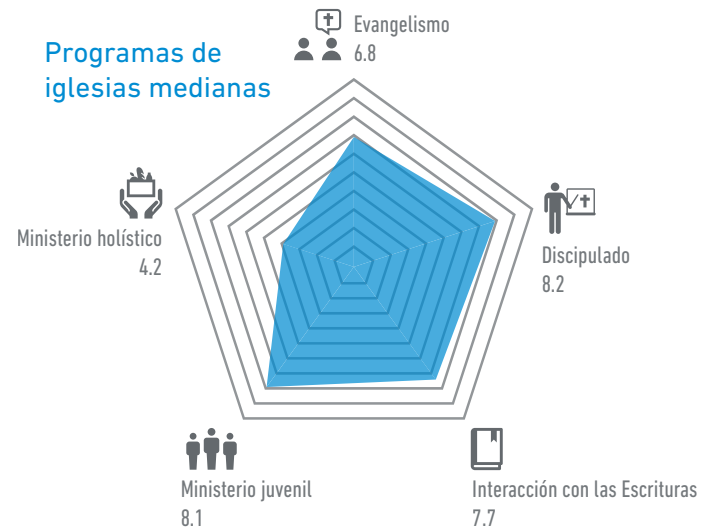 Programas de
iglesias medianas
Evangelismo
6.8
Discipulado
8.2
Interacción con las Escrituras
7.7
Ministerio juvenil
8.1
Ministerio holístico
4.2